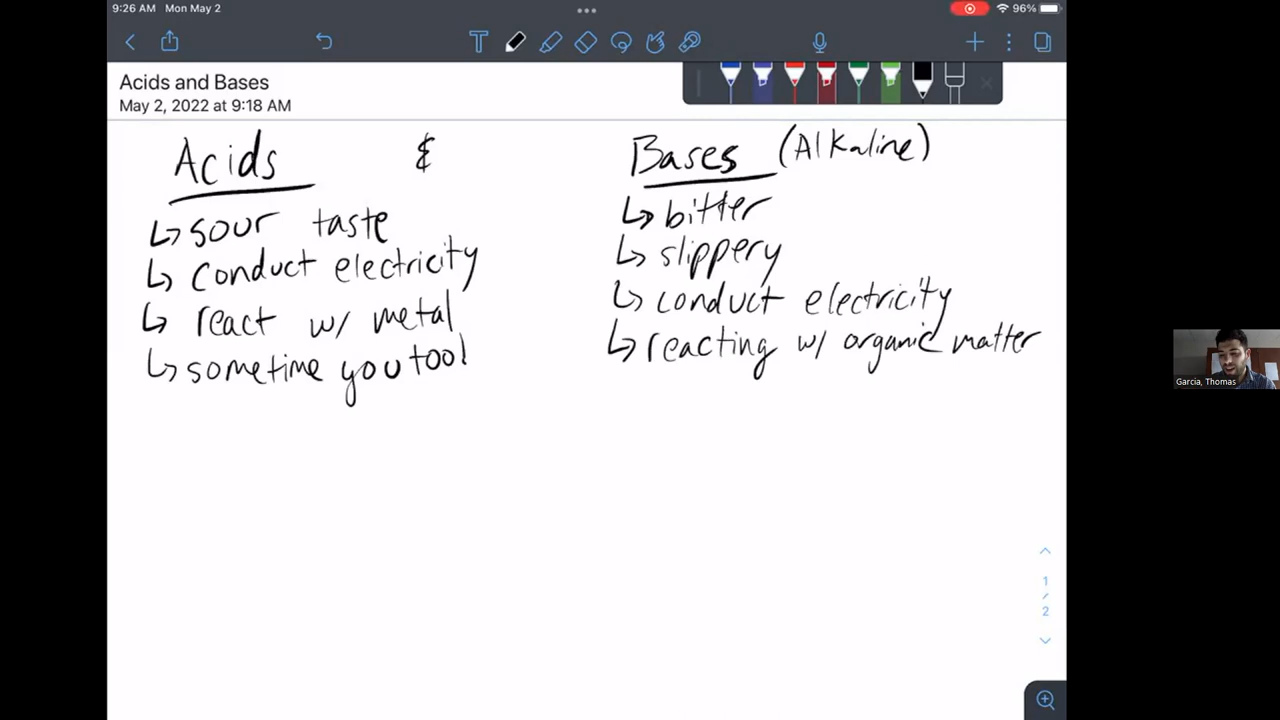 9:26 AM Mon May 2
96%
T
Acids and Bases
May 2, 2022 at 9:18 AM
Acids & Bases (Alkaline)
↳ sour taste
↳ conduct electricity
↳ react w/ metal
↳ sometime you too!
↳ bitter
↳ slippery
↳ conduct electricity
↳ reacting w/ organic matter
Garcia, Thomas
1
/
2